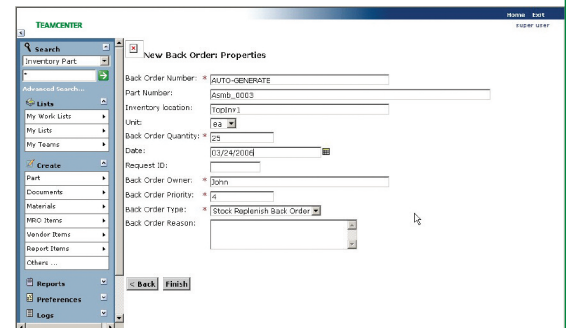 Home Exit
TEAMCENTER
super user
Search
Inventory Part
*
Advanced Search...
Lists
My Work Lists
My Lists
My Teams
Create
Part
Documents
Materials
MRO Items
Vendor Items
Report Items
Others ...
Reports
Preferences
Logs
New Back Order: Properties
Back Order Number: * AUTO-GENERATE
Part Number: Asmb_0003
Inventory location: TopInv1
Unit: ea
Back Order Quantity: * 25
Date: 03/24/2006
Request ID:
Back Order Owner: * John
Back Order Priority: * 4
Back Order Type: * Stock Replenish Back Order
Back Order Reason:
< Back Finish